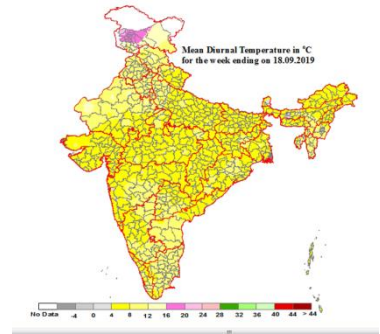 Mean Diurnal Temperature in °C
for the week ending on 18.09.2019
No Data -4 0 4 8 12 16 20 24 28 32 36 40 44 > 44